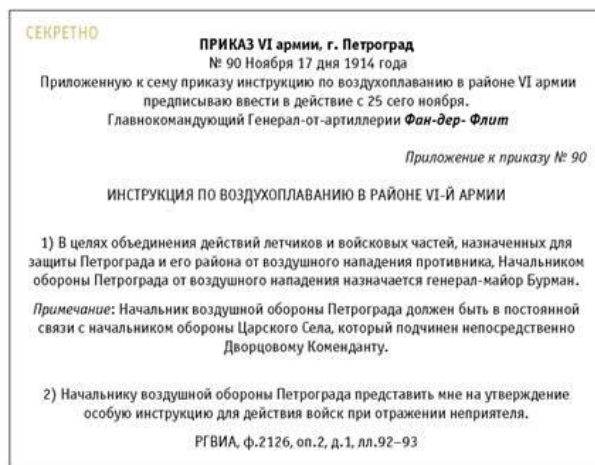 СЕКРЕТНО
ПРИКАЗ VI армии, г. Петроград
№ 90 Ноября 17 дня 1914 года
Приложенную к сему приказу инструкцию по воздухоплаванию в районе VI армии
предписываю ввести в действие с 25 сего ноября.
Главнокомандующий Генерал-от-артиллерии Фан-дер- Флит
Приложение к приказу № 90
ИНСТРУКЦИЯ ПО ВОЗДУХОПЛАВАНИЮ В РАЙОНЕ VI-Й АРМИИ
1) В целях объединения действий летчиков и войсковых частей, назначенных для
защиты Петрограда и его района от воздушного нападения противника, Начальником
обороны Петрограда от воздушного нападения назначается генерал-майор Бурман.
Примечание: Начальник воздушной обороны Петрограда должен быть в постоянной
связи с начальником обороны Царского Села, который подчинен непосредственно
Дворцовому Коменданту.
2) Начальнику воздушной обороны Петрограда представить мне на утверждение
особую инструкцию для действия войск при отражении неприятеля.
РГВИА, ф.2126, оп.2, д.1, лл.92–93